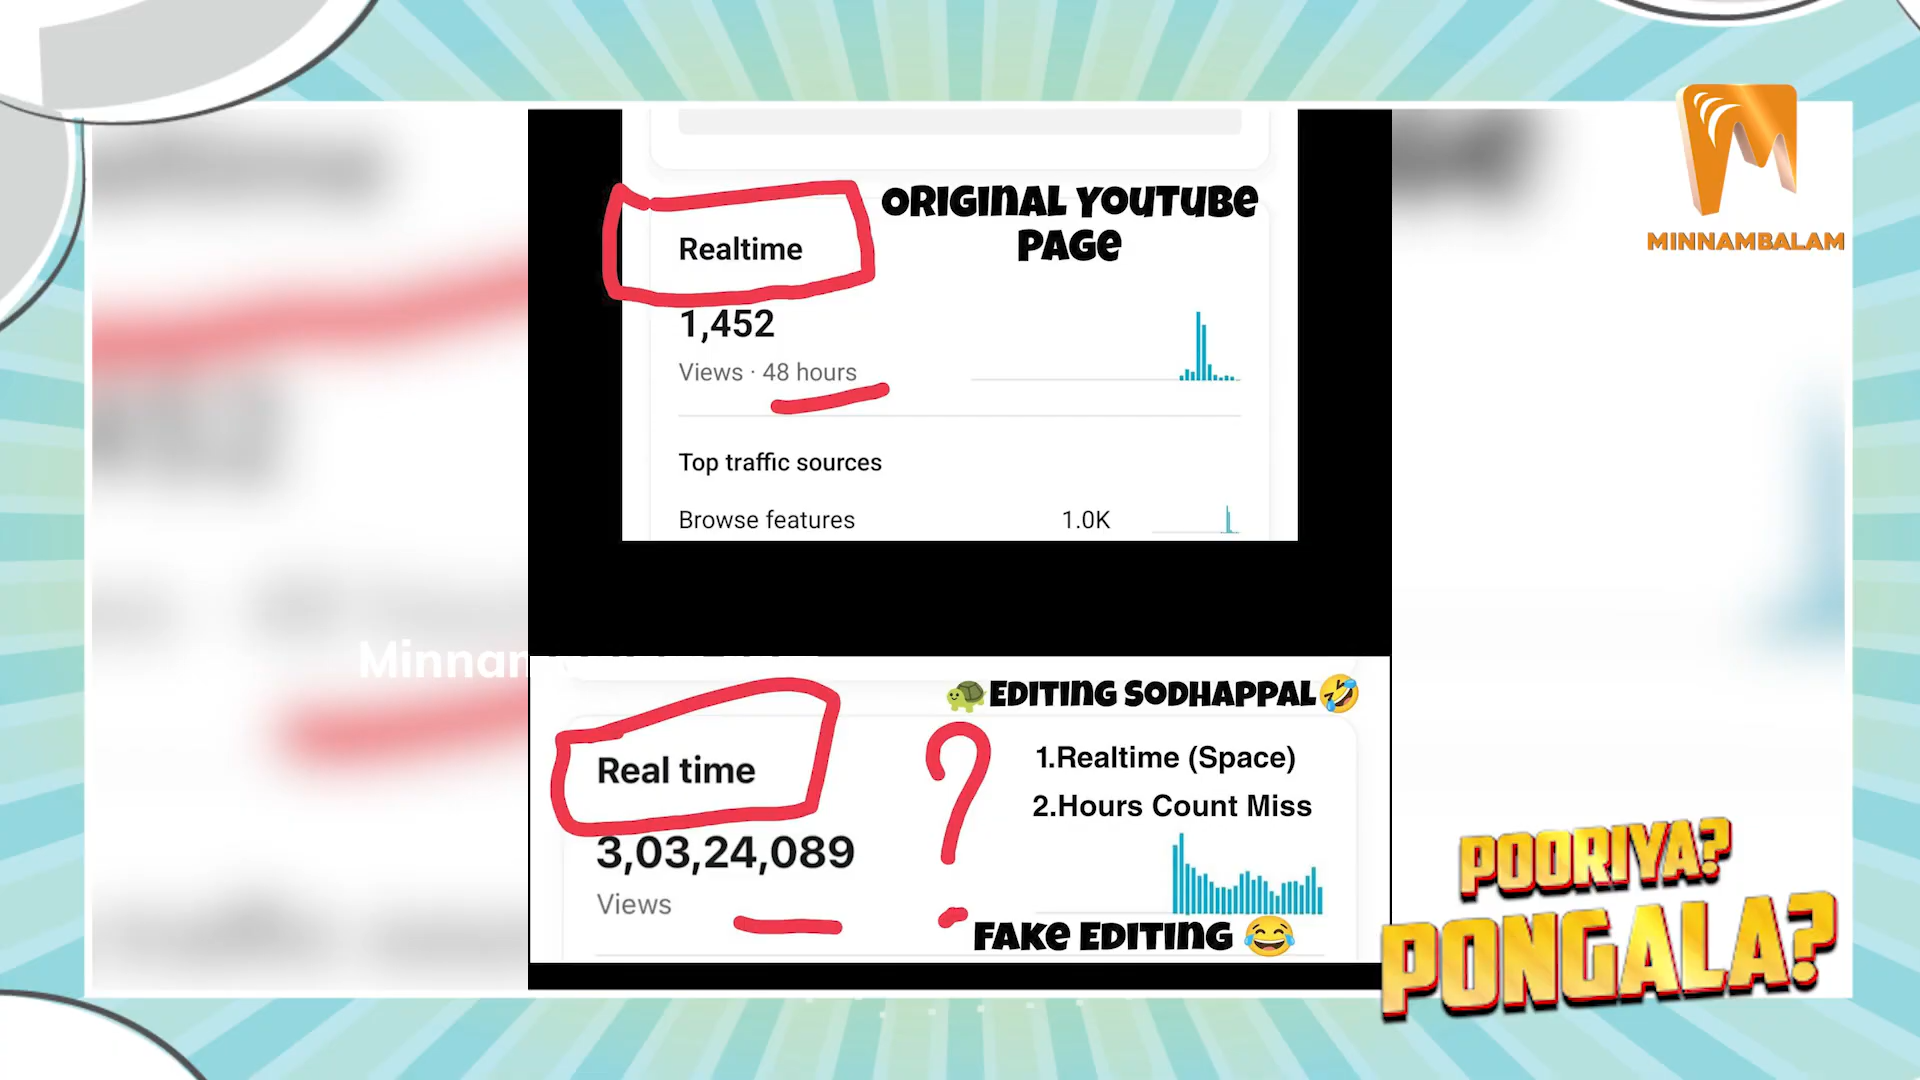 MINNAMBALAM
ORIGINAL YOUTUBE
PAGE
Realtime
1,452
Views · 48 hours
Top traffic sources
Browse features 1.0K
🐢EDITING SODHAPPAL🤣
Real time
1.Realtime (Space)
2.Hours Count Miss
3,03,24,089
Views
?
FAKE EDITING 😂
POORIYA?
PONGALA?